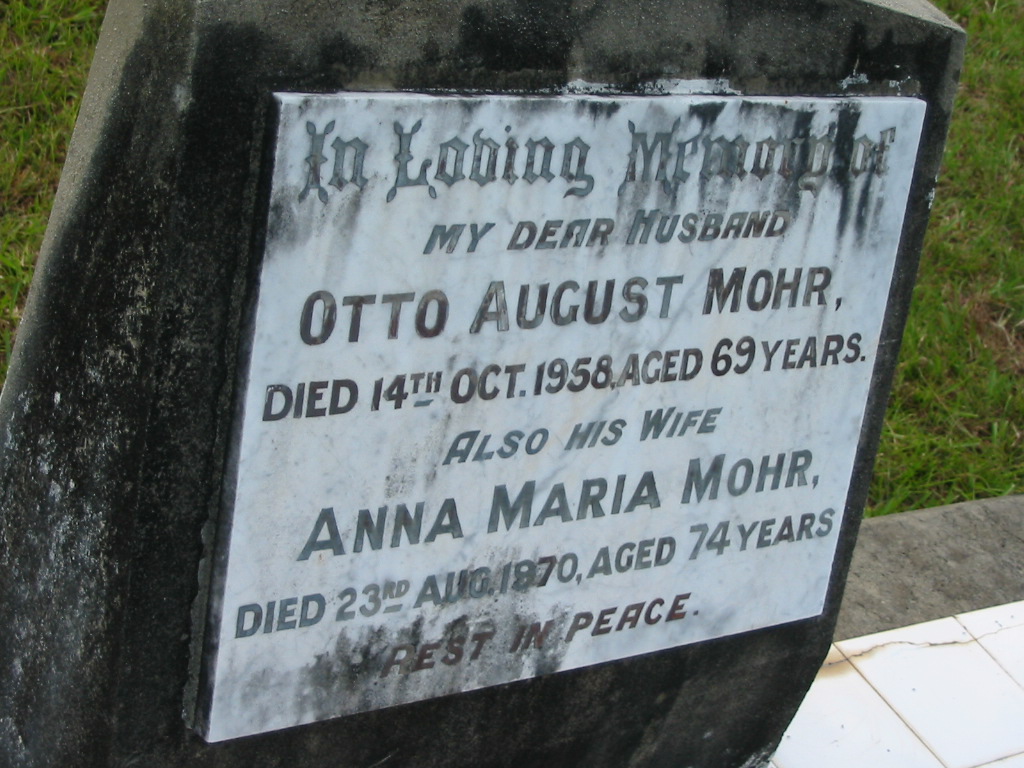 In Loving Memory of
MY DEAR HUSBAND
OTTO AUGUST MOHR,
DIED 14TH OCT. 1958, AGED 69 YEARS.
ALSO HIS WIFE
ANNA MARIA MOHR,
DIED 23RD AUG. 1970, AGED 74 YEARS
REST IN PEACE.